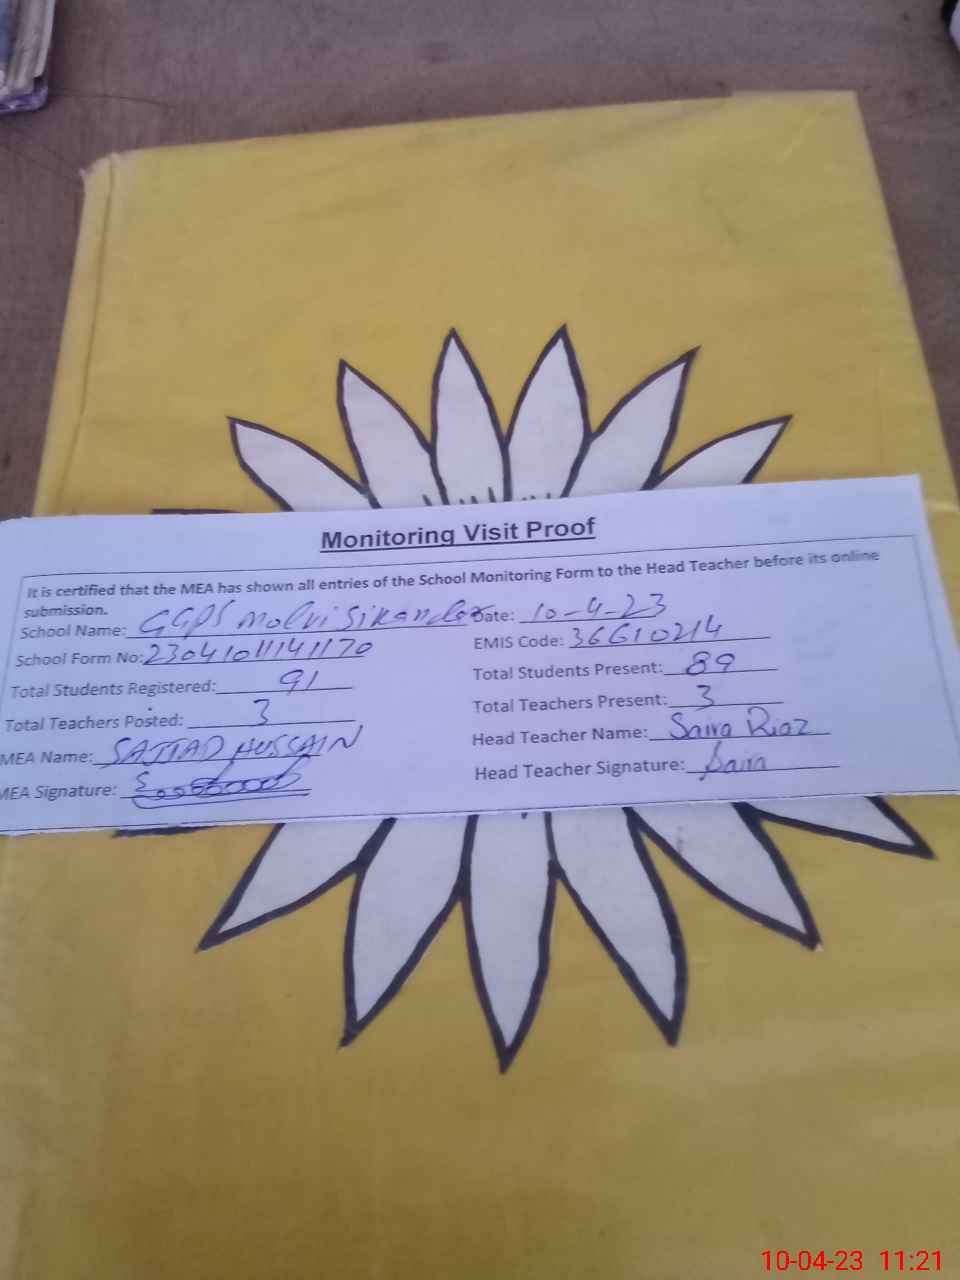 Monitoring Visit Proof
It is certified that the MEA has shown all entries of the School Monitoring Form to the Head Teacher before its online
submission.
School Name: GGPS Molvi Sikander Date: 10-4-23
School Form No: 2304101141170 EMIS Code: 36610214
Total Students Registered: 91 Total Students Present: 89
Total Teachers Posted: 3 Total Teachers Present: 3
MEA Name: SAJJAD HUSSAIN Head Teacher Name: Saira Riaz
MEA Signature: Head Teacher Signature: Saira
10-04-23 11:21